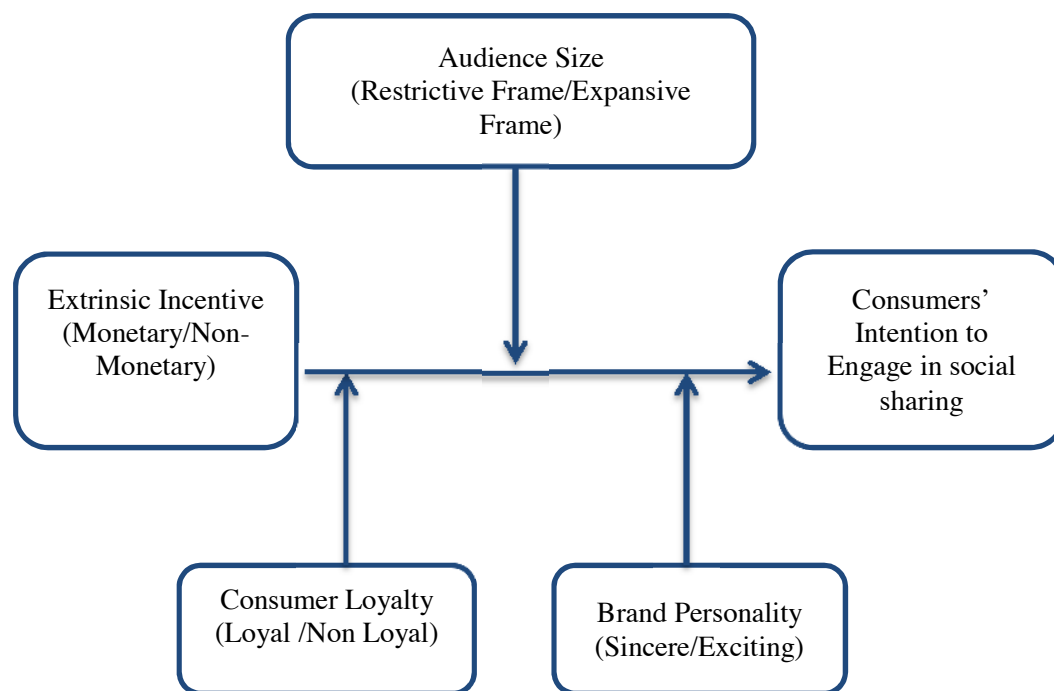 Audience Size
(Restrictive Frame/Expansive
Frame)
Extrinsic Incentive
(Monetary/Non-
Monetary)
Consumers’
Intention to
Engage in social
sharing
Consumer Loyalty
(Loyal /Non Loyal)
Brand Personality
(Sincere/Exciting)